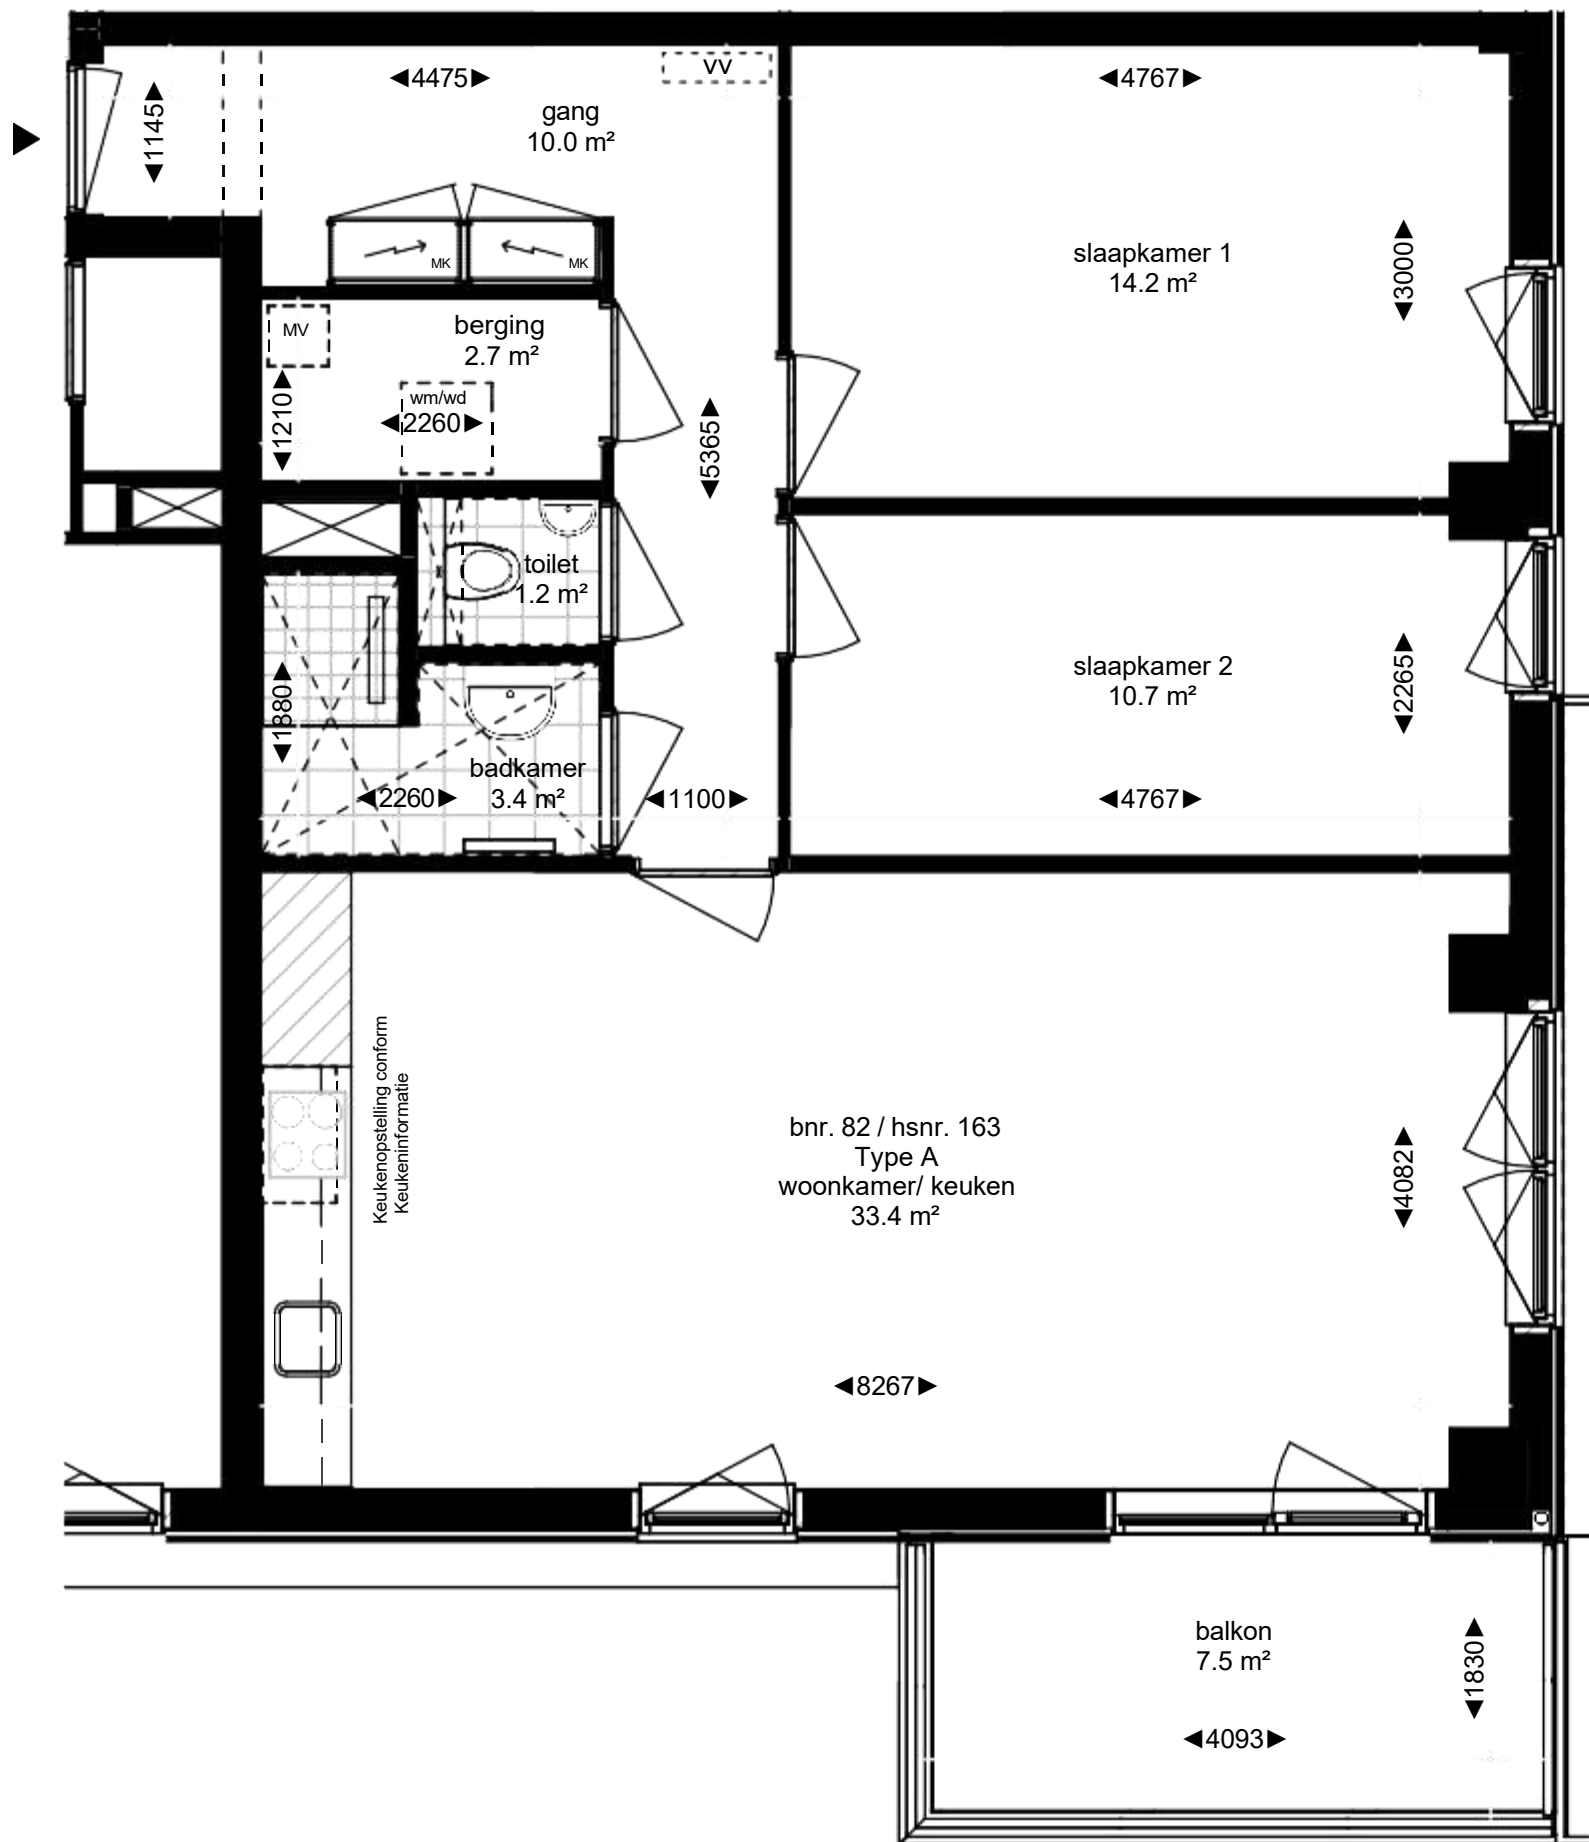 4475
VV
4767
1145
gang
10.0 m²
slaapkamer 1
14.2 m²
3000
MK
MK
MV
berging
2.7 m²
wm/wd
2260
1210
5365
toilet
1.2 m²
slaapkamer 2
10.7 m²
2265
1880
badkamer
3.4 m²
2260
1100
4767
Keukenopstelling conform
Keukeninformatie
bnr. 82 / hsnr. 163
Type A
woonkamer/ keuken
33.4 m²
4082
8267
balkon
7.5 m²
1830
4093